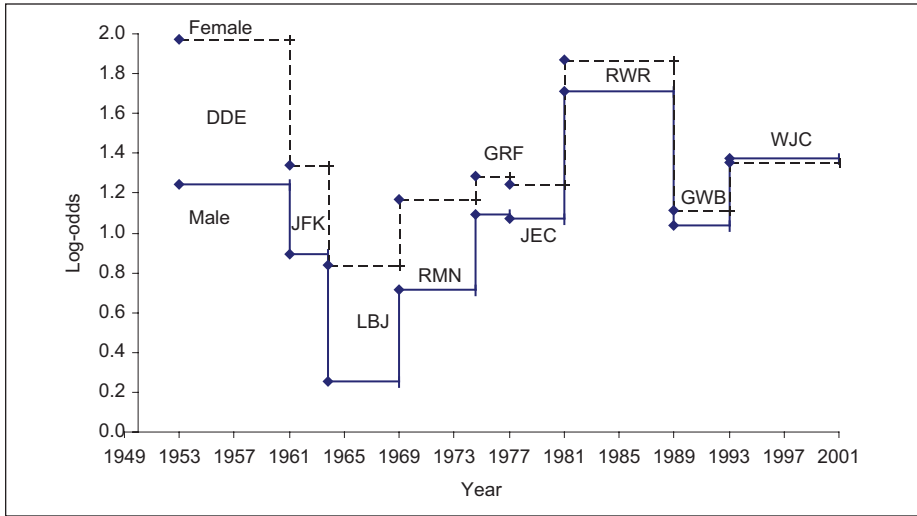 2.0
1.8
1.6
1.4
1.2
1.0
0.8
0.6
0.4
0.2
0.0
Log-odds
Female
DDE
Male
JFK
LBJ
RMN
GRF
JEC
RWR
GWB
WJC
1949 1953 1957 1961 1965 1969 1973 1977 1981 1985 1989 1993 1997 2001
Year